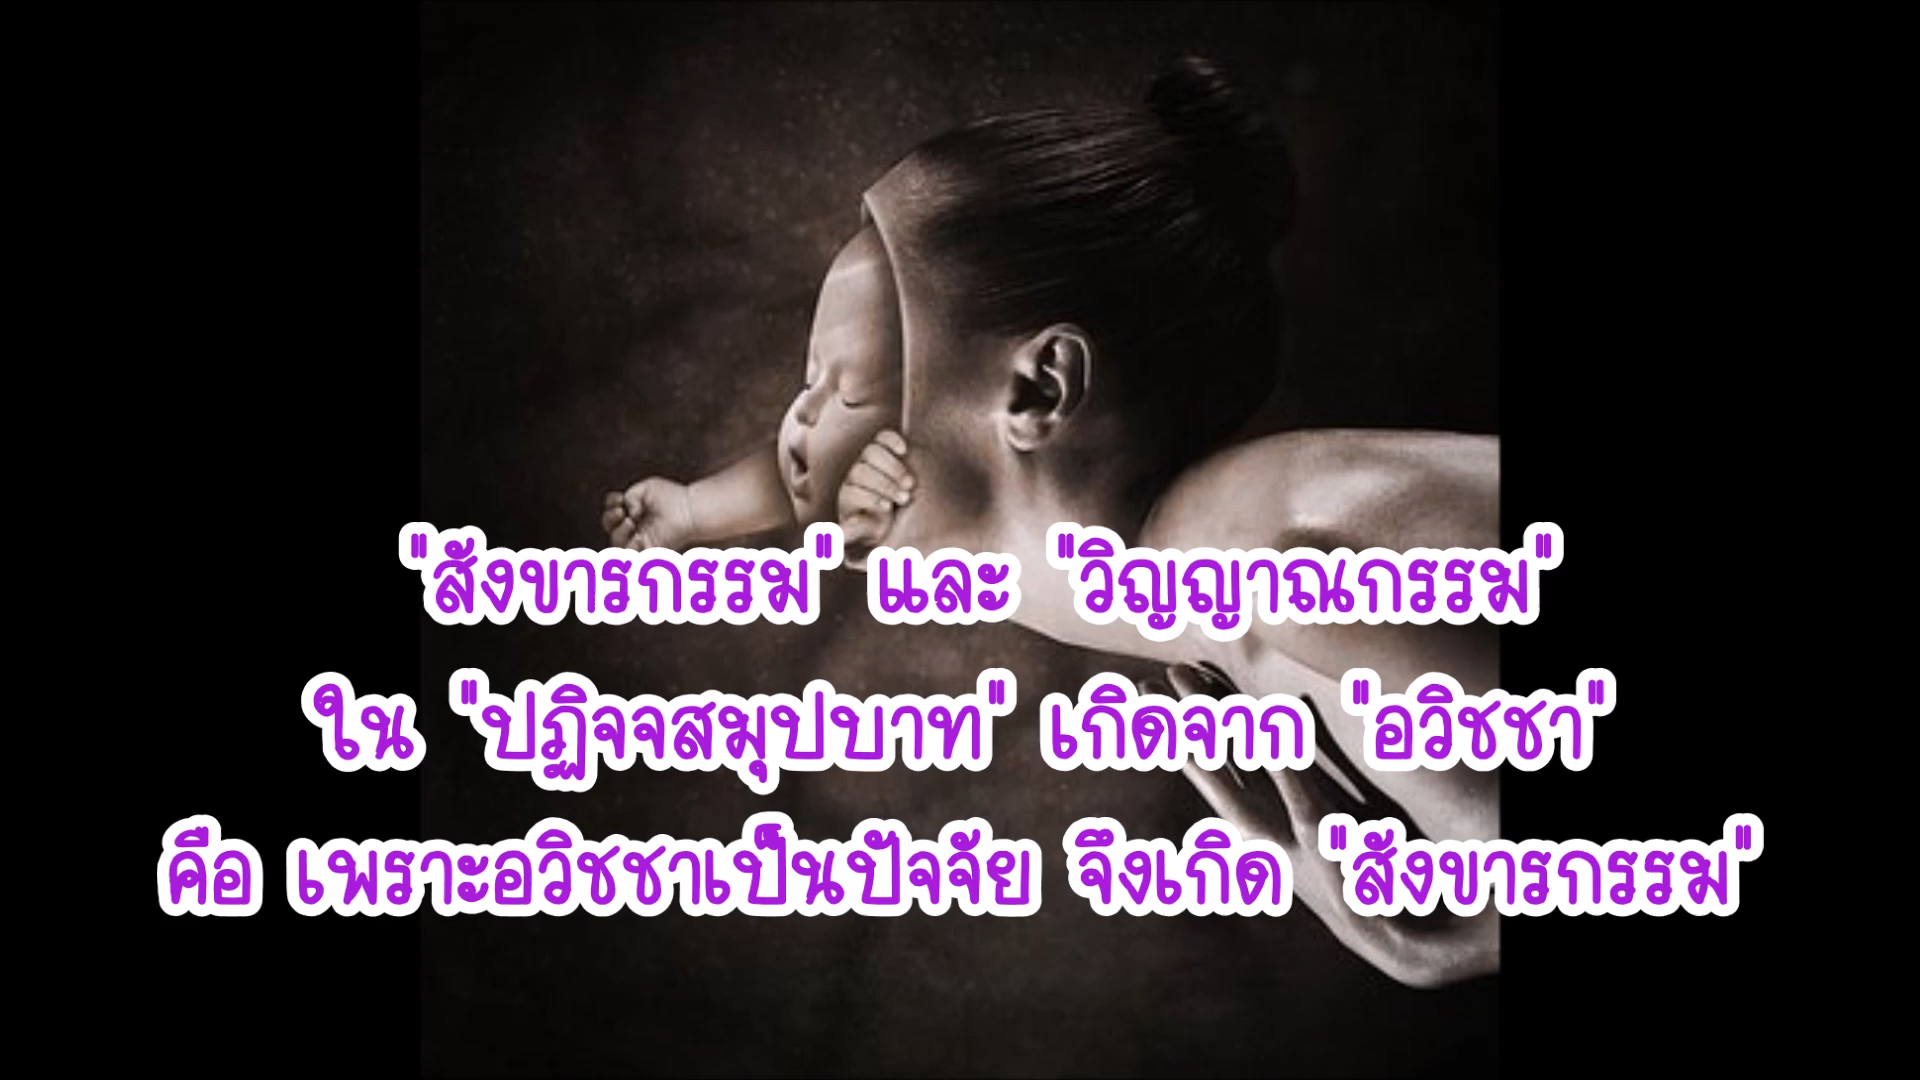 "สังขารกรรม" และ "วิญญาณกรรม"
ใน "ปฏิจจสมุปบาท" เกิดจาก "อวิชชา"
คือ เพราะอวิชชาเป็นปัจจัย จึงเกิด "สังขารกรรม"